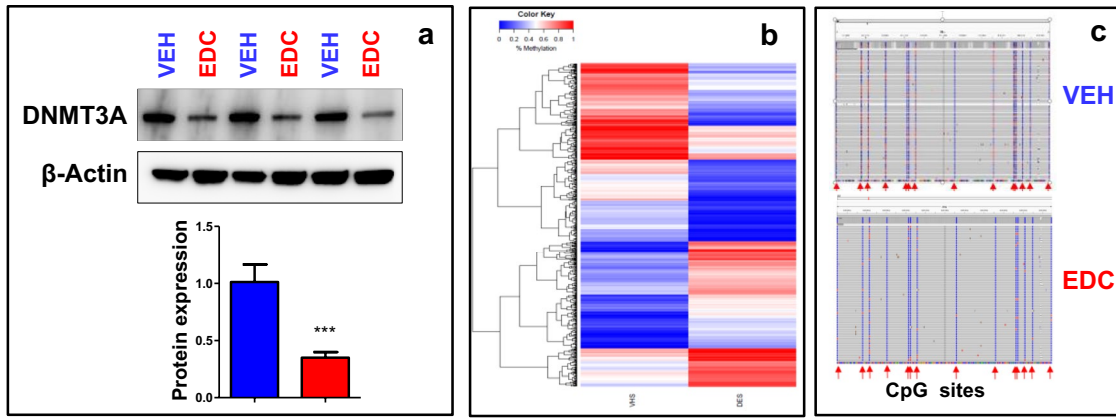 a
VEH EDC VEH EDC VEH EDC
DNMT3A
β-Actin
Protein expression
1.5
1.0
0.5
0.0
***
b
Color Key
0 0.2 0.4 0.6 0.8 1
% Methylation
VHS DES
c
VEH
EDC
CpG sites